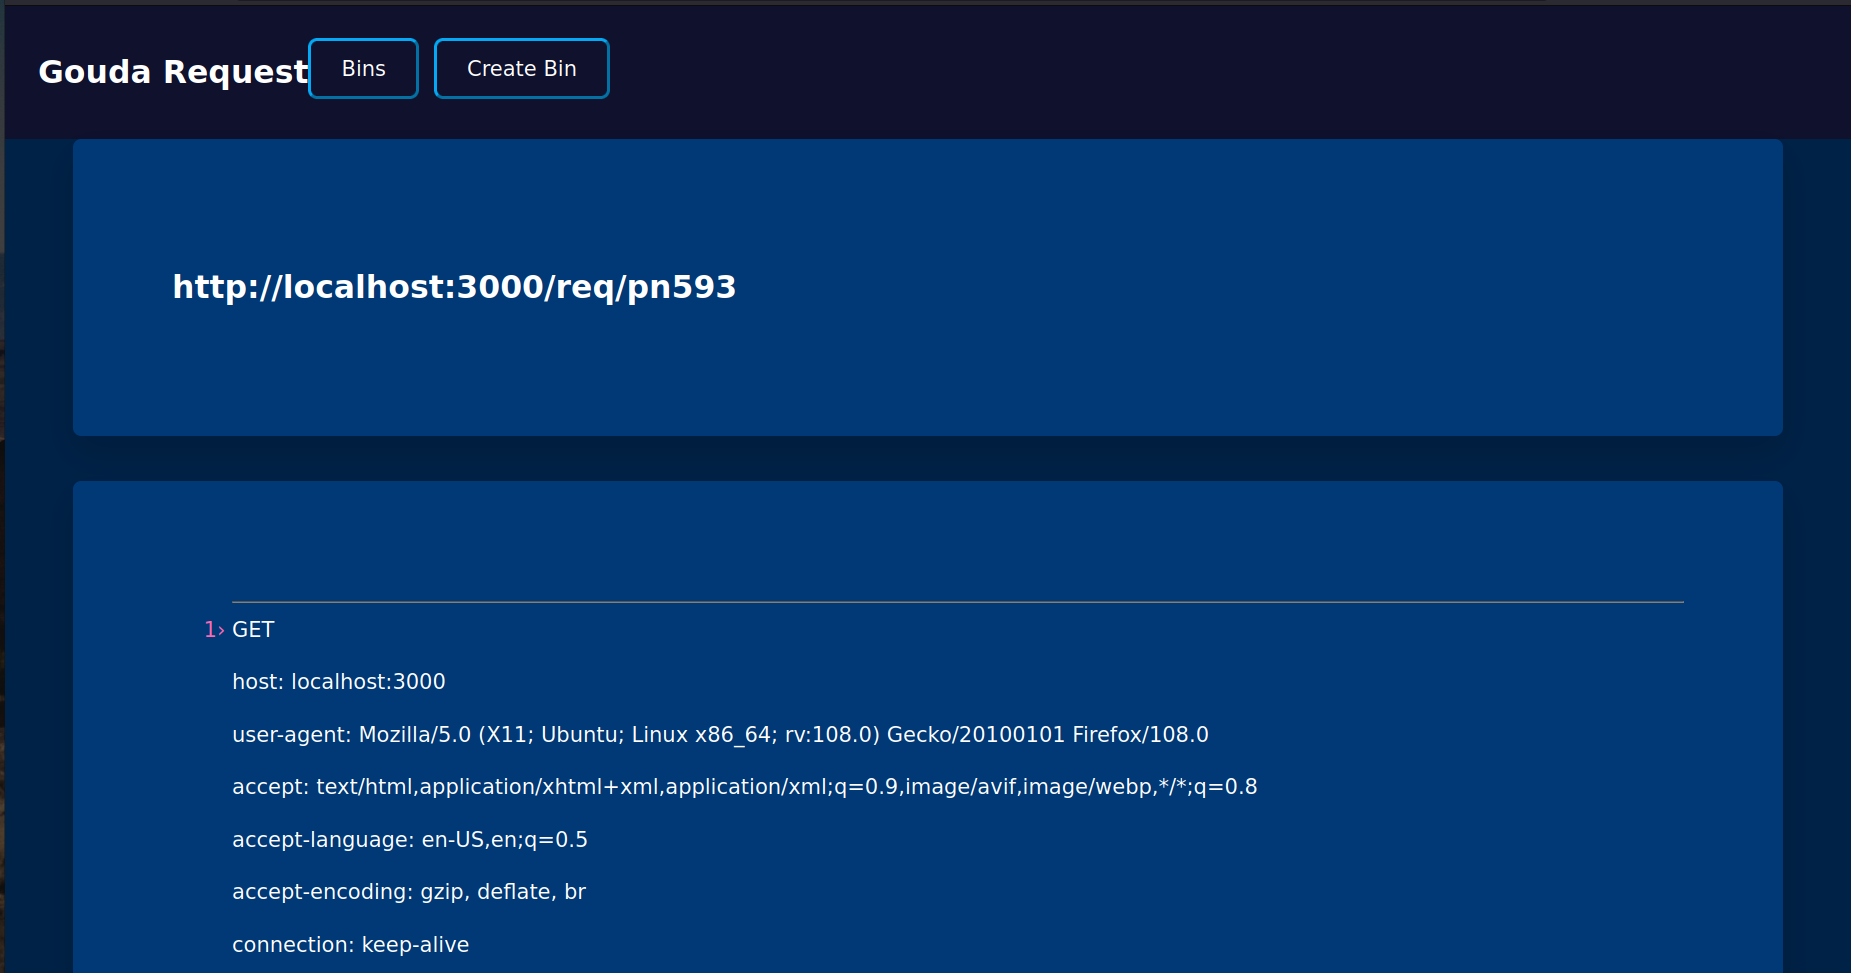 Gouda Request Bins Create Bin
http://localhost:3000/req/pn593
1› GET
host: localhost:3000
user-agent: Mozilla/5.0 (X11; Ubuntu; Linux x86_64; rv:108.0) Gecko/20100101 Firefox/108.0
accept: text/html,application/xhtml+xml,application/xml;q=0.9,image/avif,image/webp,*/*;q=0.8
accept-language: en-US,en;q=0.5
accept-encoding: gzip, deflate, br
connection: keep-alive